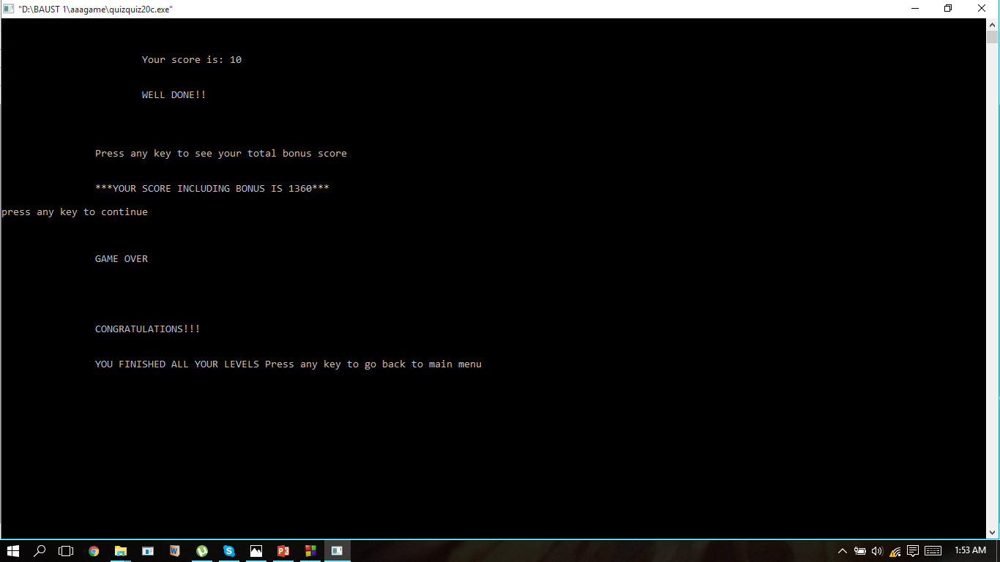 "D:\BAUST 1\aaagame\quizquiz20c.exe"
Your score is: 10
WELL DONE!!
Press any key to see your total bonus score
***YOUR SCORE INCLUDING BONUS IS 1360***
press any key to continue
GAME OVER
CONGRATULATIONS!!!
YOU FINISHED ALL YOUR LEVELS Press any key to go back to main menu
1:53 AM